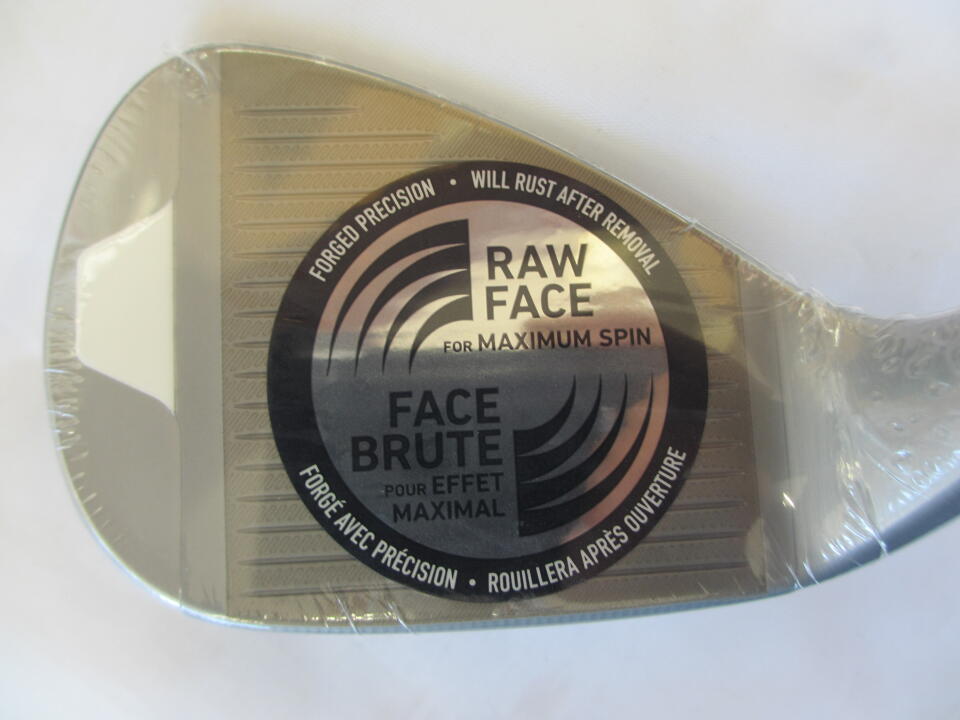 FORGED PRECISION • WILL RUST AFTER REMOVAL
RAW
FACE
FOR MAXIMUM SPIN
FACE
BRUTE
POUR EFFET
MAXIMAL
FORGÉ AVEC PRÉCISION • ROUILLERA APRÈS OUVERTURE